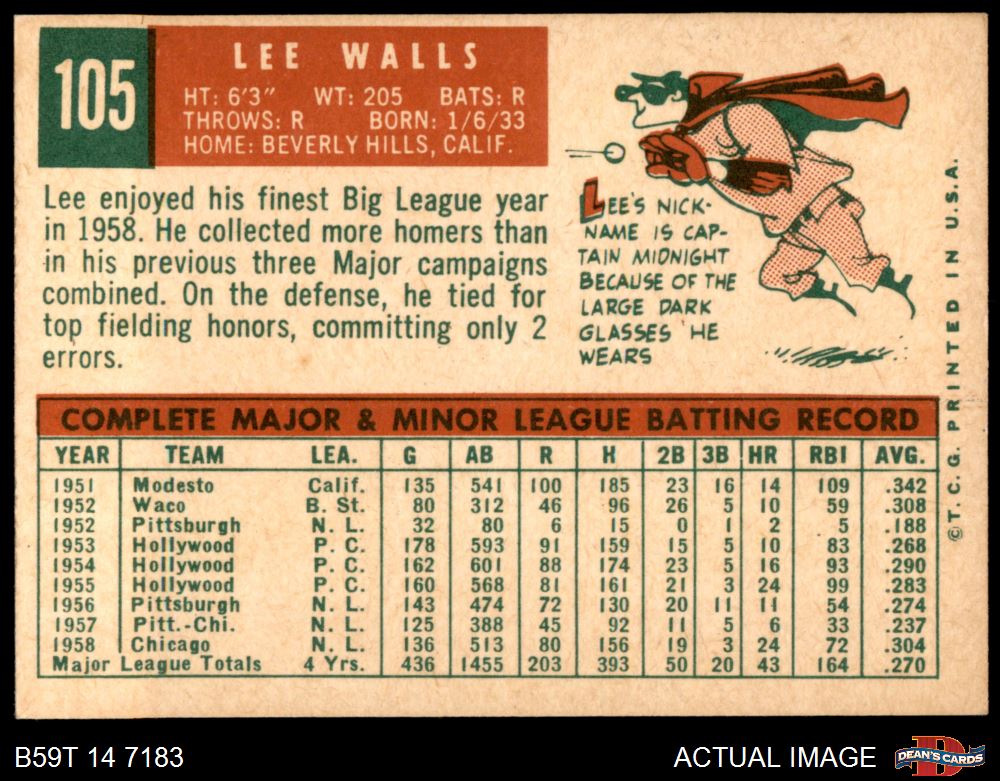 105
LEE WALLS
HT: 6'3" WT: 205 BATS: R
THROWS: R BORN: 1/6/33
HOME: BEVERLY HILLS, CALIF.
Lee enjoyed his finest Big League year
in 1958. He collected more homers than
in his previous three Major campaigns
combined. On the defense, he tied for
top fielding honors, committing only 2
errors.
LEE'S NICK-
NAME IS CAP-
TAIN MIDNIGHT
BECAUSE OF THE
LARGE DARK
GLASSES HE
WEARS
© T. C. G. PRINTED IN U.S.A.
COMPLETE MAJOR & MINOR LEAGUE BATTING RECORD
YEAR TEAM LEA. G AB R H 2B 3B HR RBI AVG.
1951 Modesto Calif. 135 541 100 185 23 16 14 109 .342
1952 Waco B. St. 80 312 46 96 26 5 10 59 .308
1952 Pittsburgh N. L. 32 80 6 15 0 1 2 5 .188
1953 Hollywood P. C. 178 593 91 159 15 5 10 83 .268
1954 Hollywood P. C. 162 601 88 174 23 5 16 93 .290
1955 Hollywood P. C. 160 568 81 161 21 3 24 99 .283
1956 Pittsburgh N. L. 143 474 72 130 20 11 11 54 .274
1957 Pitt.-Chi. N. L. 125 388 45 92 11 5 6 33 .237
1958 Chicago N. L. 136 513 80 156 19 3 24 72 .304
Major League Totals 4 Yrs. 436 1455 203 393 50 20 43 164 .270
B59T 14 7183
ACTUAL IMAGE
D
DEAN'S CARDS